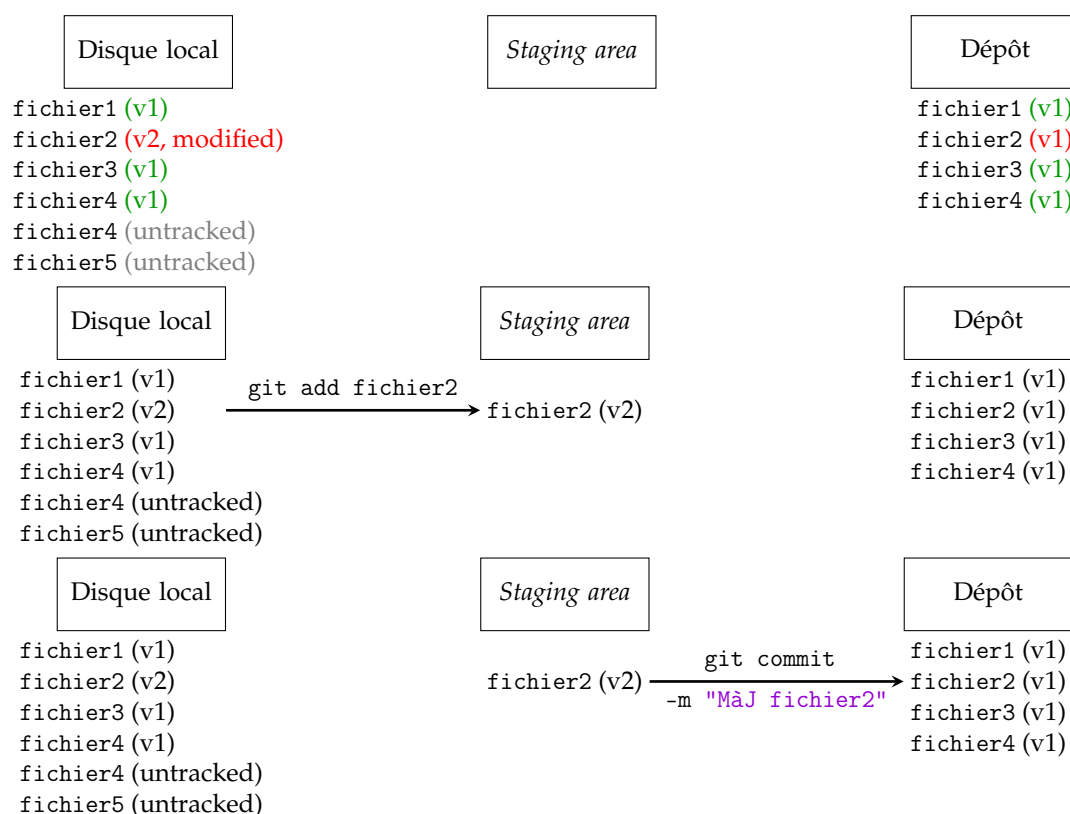 Disque local
Staging area
Dépôt
fichier1 (v1)
fichier2 (v2, modified)
fichier3 (v1)
fichier4 (v1)
fichier4 (untracked)
fichier5 (untracked)
fichier1 (v1)
fichier2 (v1)
fichier3 (v1)
fichier4 (v1)
Disque local
Staging area
Dépôt
fichier1 (v1)
fichier2 (v2)
fichier3 (v1)
fichier4 (v1)
fichier4 (untracked)
fichier5 (untracked)
git add fichier2
fichier2 (v2)
fichier1 (v1)
fichier2 (v1)
fichier3 (v1)
fichier4 (v1)
Disque local
Staging area
Dépôt
fichier1 (v1)
fichier2 (v2)
fichier3 (v1)
fichier4 (v1)
fichier4 (untracked)
fichier5 (untracked)
fichier2 (v2)
git commit
-m "MàJ fichier2"
fichier1 (v1)
fichier2 (v1)
fichier3 (v1)
fichier4 (v1)